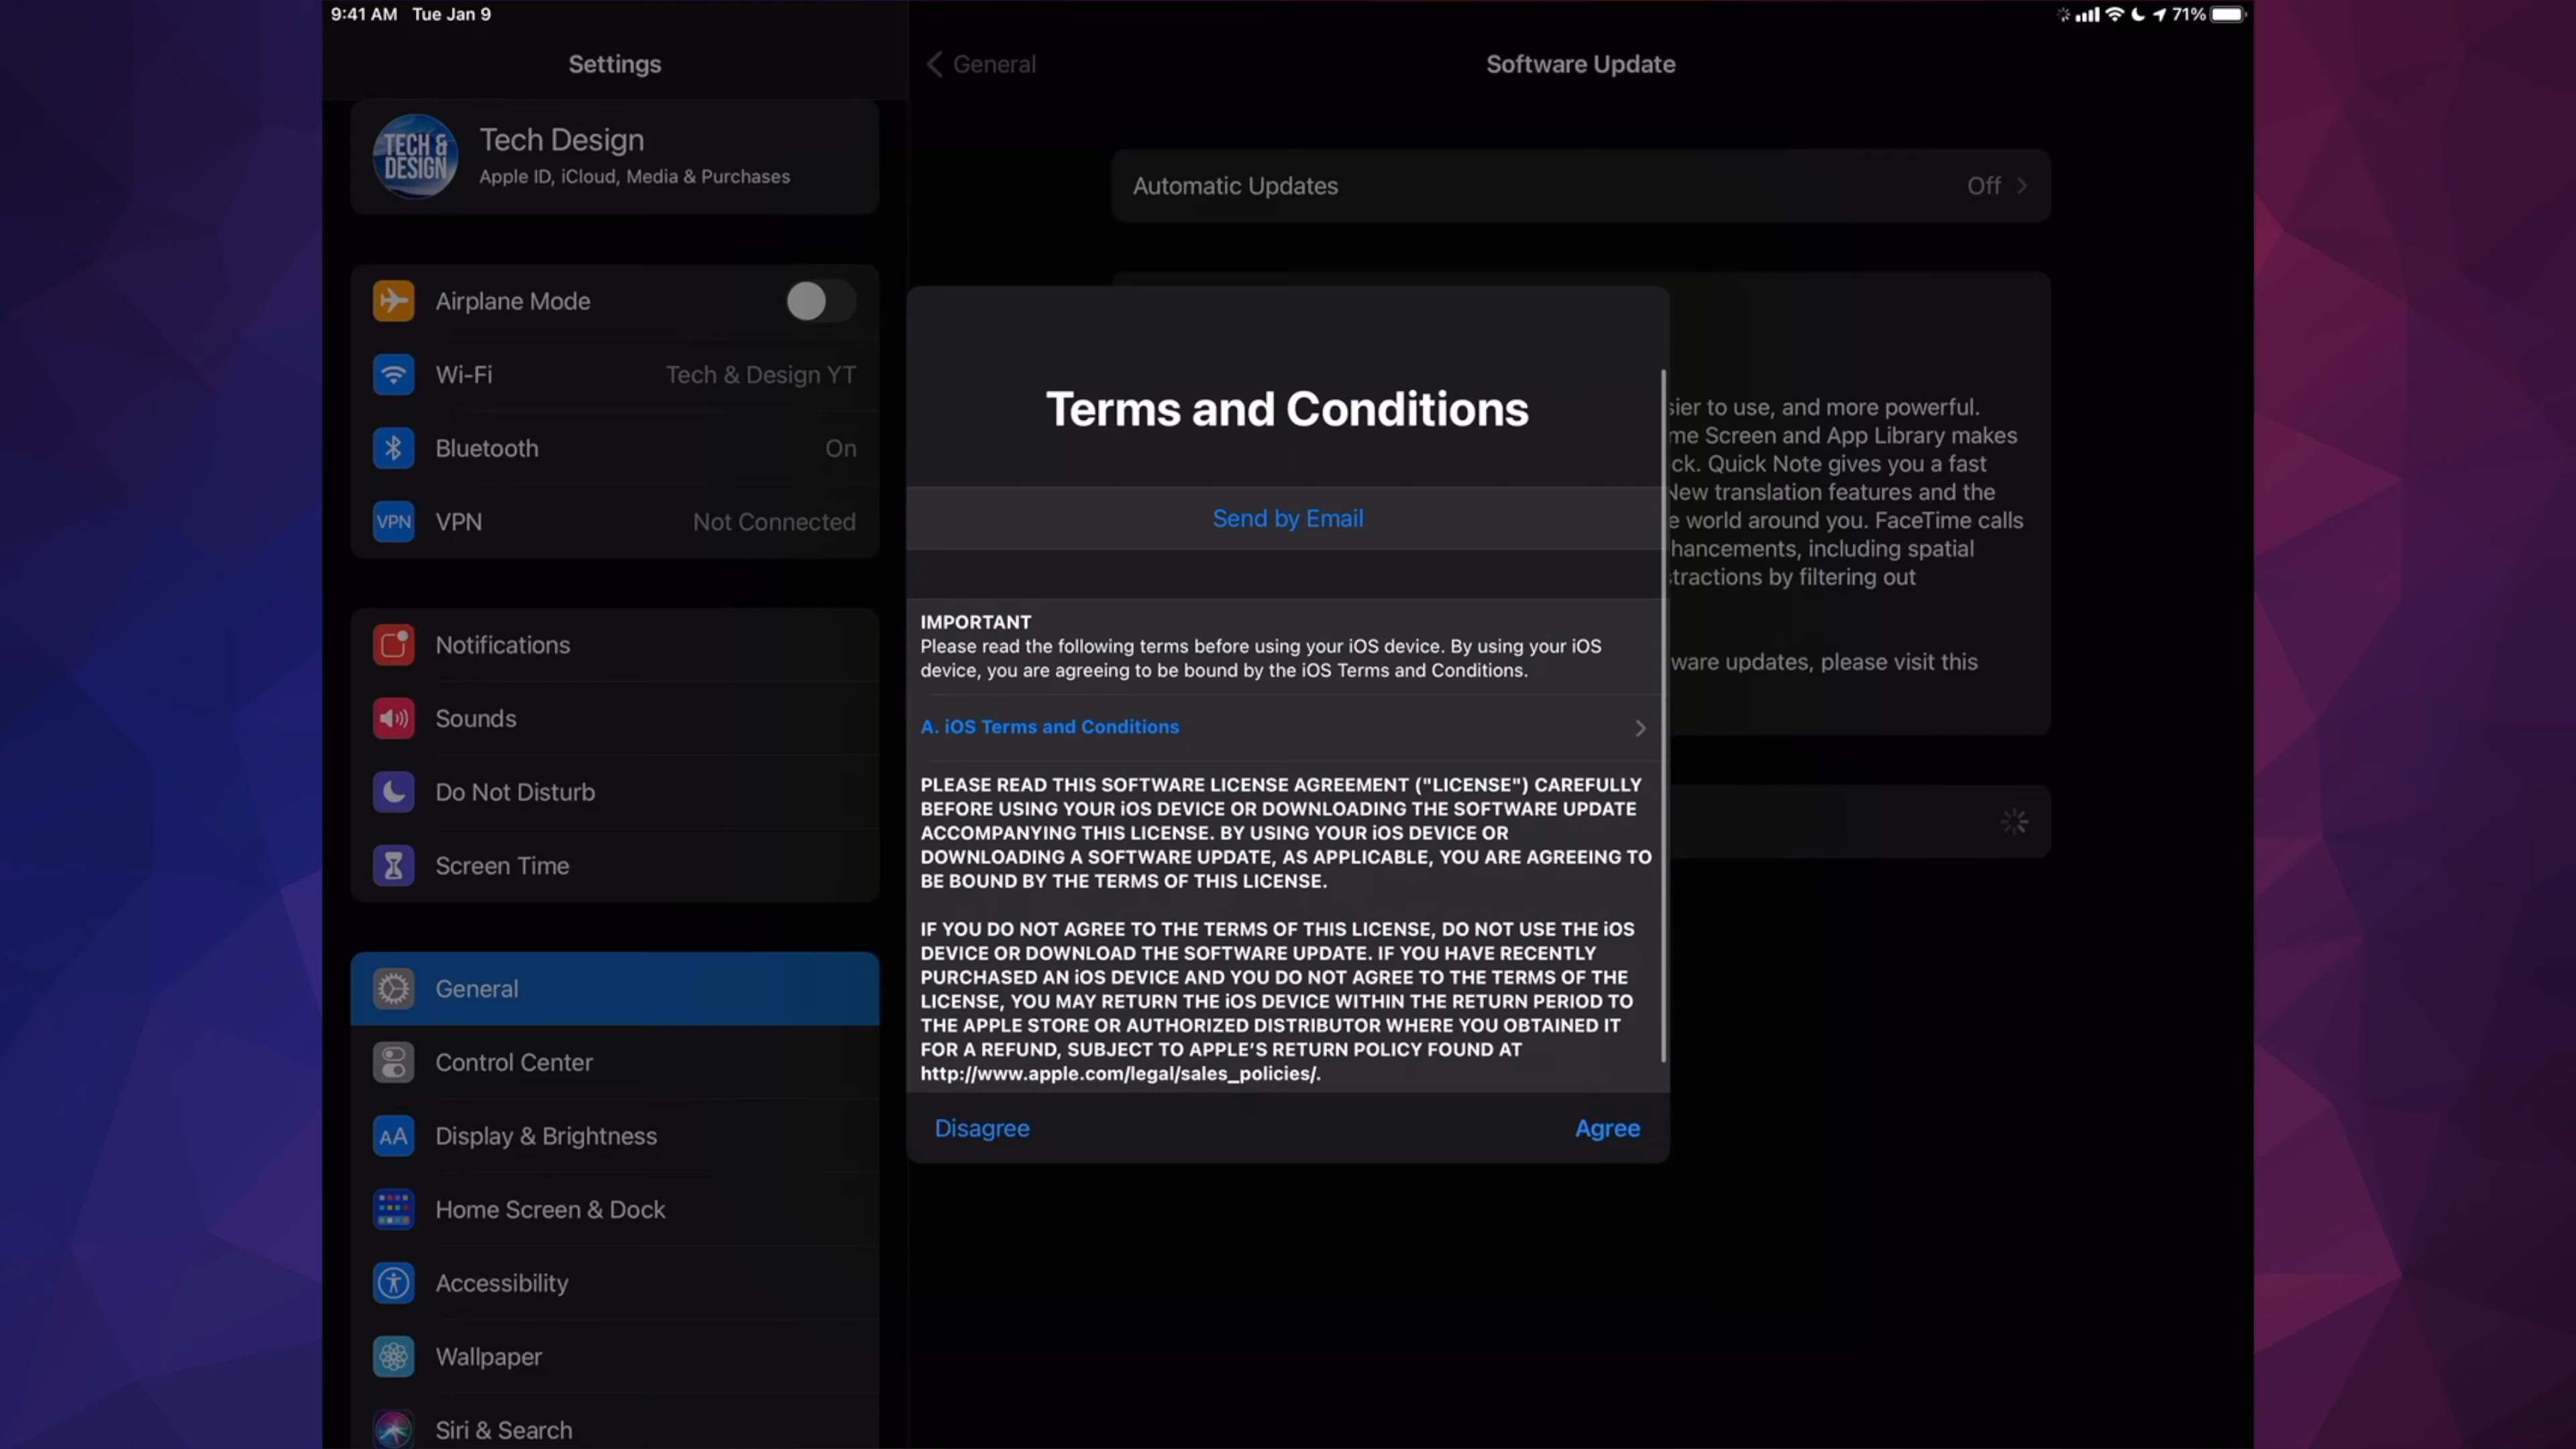 9:41 AM Tue Jan 9
71%
Settings
TECH &
DESIGN
Tech Design
Apple ID, iCloud, Media & Purchases
Airplane Mode
Wi-Fi Tech & Design YT
Bluetooth On
VPN VPN Not Connected
Notifications
Sounds
Do Not Disturb
Screen Time
General
Control Center
AA Display & Brightness
Home Screen & Dock
Accessibility
Wallpaper
Siri & Search
General
Software Update
Automatic Updates Off
to use, and more powerful.
Screen and App Library makes
Quick Note gives you a fast
New translation features and the
world around you. FaceTime calls
including spatial
by filtering out
updates, please visit this
Terms and Conditions
Send by Email
IMPORTANT
Please read the following terms before using your iOS device. By using your iOS
device, you are agreeing to be bound by the iOS Terms and Conditions.
A. iOS Terms and Conditions
PLEASE READ THIS SOFTWARE LICENSE AGREEMENT ("LICENSE") CAREFULLY
BEFORE USING YOUR iOS DEVICE OR DOWNLOADING THE SOFTWARE UPDATE
ACCOMPANYING THIS LICENSE. BY USING YOUR iOS DEVICE OR
DOWNLOADING A SOFTWARE UPDATE, AS APPLICABLE, YOU ARE AGREEING TO
BE BOUND BY THE TERMS OF THIS LICENSE.
IF YOU DO NOT AGREE TO THE TERMS OF THIS LICENSE, DO NOT USE THE iOS
DEVICE OR DOWNLOAD THE SOFTWARE UPDATE. IF YOU HAVE RECENTLY
PURCHASED AN iOS DEVICE AND YOU DO NOT AGREE TO THE TERMS OF THE
LICENSE, YOU MAY RETURN THE iOS DEVICE WITHIN THE RETURN PERIOD TO
THE APPLE STORE OR AUTHORIZED DISTRIBUTOR WHERE YOU OBTAINED IT
FOR A REFUND, SUBJECT TO APPLE’S RETURN POLICY FOUND AT
http://www.apple.com/legal/sales_policies/.
Disagree Agree